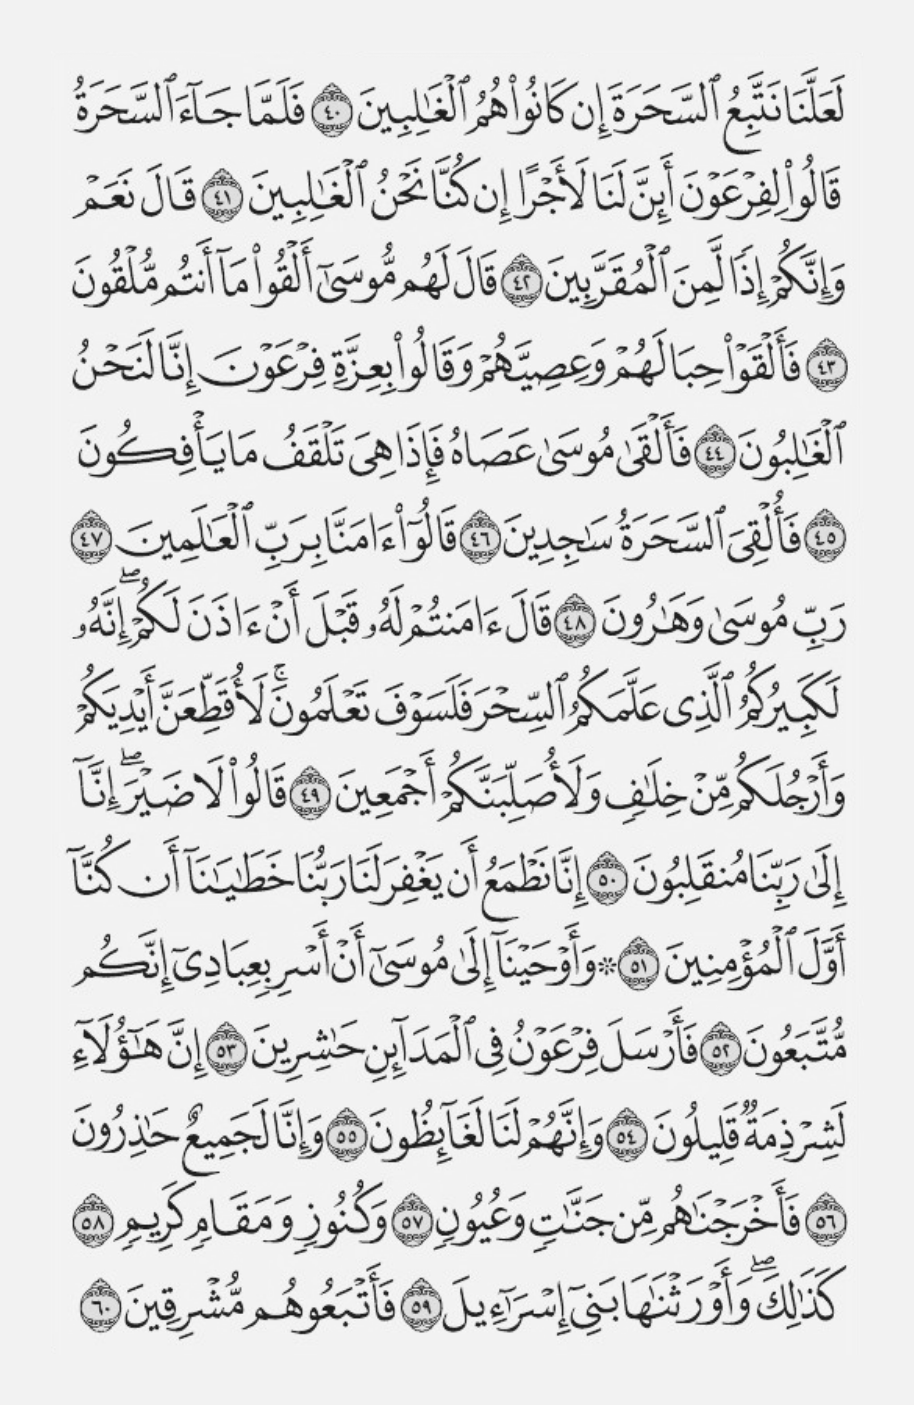 لَعَلَّنَا نَتَّبِعُ ٱلسَّحَرَةَ إِن كَانُوا۟ هُمُ ٱلْغَـٰلِبِينَ ٤٠ فَلَمَّا جَآءَ ٱلسَّحَرَةُ
قَالُوا۟ لِفِرْعَوْنَ أَئِنَّ لَنَا لَأَجْرًا إِن كُنَّا نَحْنُ ٱلْغَـٰلِبِينَ ٤١ قَالَ نَعَمْ
وَإِنَّكُمْ إِذًا لَّمِنَ ٱلْمُقَرَّبِينَ ٤٢ قَالَ لَهُم مُّوسَىٰٓ أَلْقُوا۟ مَآ أَنتُم مُّلْقُونَ
٤٣ فَأَلْقَوْا۟ حِبَالَهُمْ وَعِصِيَّهُمْ وَقَالُوا۟ بِعِزَّةِ فِرْعَوْنَ إِنَّا لَنَحْنُ
ٱلْغَـٰلِبُونَ ٤٤ فَأَلْقَىٰ مُوسَىٰ عَصَاهُ فَإِذَا هِىَ تَلْقَفُ مَا يَأْفِكُونَ
٤٥ فَأُلْقِىَ ٱلسَّحَرَةُ سَـٰجِدِينَ ٤٦ قَالُوٓا۟ ءَامَنَّا بِرَبِّ ٱلْعَـٰلَمِينَ ٤٧
رَبِّ مُوسَىٰ وَهَـٰرُونَ ٤٨ قَالَ ءَامَنتُمْ لَهُۥ قَبْلَ أَنْ ءَاذَنَ لَكُمْ ۖ إِنَّهُۥ
لَكَبِيرُكُمُ ٱلَّذِى عَلَّمَكُمُ ٱلسِّحْرَ فَلَسَوْفَ تَعْلَمُونَ ۚ لَأُقَطِّعَنَّ أَيْدِيَكُمْ
وَأَرْجُلَكُم مِّنْ خِلَـٰفٍ وَلَأُصَلِّبَنَّكُمْ أَجْمَعِينَ ٤٩ قَالُوا۟ لَا ضَيْرَ ۖ إِنَّآ
إِلَىٰ رَبِّنَا مُنقَلِبُونَ ٥٠ إِنَّا نَطْمَعُ أَن يَغْفِرَ لَنَا رَبُّنَا خَطَـٰيَـٰنَآ أَن كُنَّآ
أَوَّلَ ٱلْمُؤْمِنِينَ ٥١ ۞ وَأَوْحَيْنَآ إِلَىٰ مُوسَىٰٓ أَنْ أَسْرِ بِعِبَادِىٓ إِنَّكُم
مُّتَّبَعُونَ ٥٢ فَأَرْسَلَ فِرْعَوْنُ فِى ٱلْمَدَآئِنِ حَـٰشِرِينَ ٥٣ إِنَّ هَـٰٓؤُلَآءِ
لَشِرْذِمَةٌ قَلِيلُونَ ٥٤ وَإِنَّهُمْ لَنَا لَغَآئِظُونَ ٥٥ وَإِنَّا لَجَمِيعٌ حَـٰذِرُونَ
٥٦ فَأَخْرَجْنَـٰهُم مِّن جَنَّـٰتٍ وَعُيُونٍ ٥٧ وَكُنُوزٍ وَمَقَامٍ كَرِيمٍ ٥٨
كَذَٰلِكَ ۖ وَأَوْرَثْنَـٰهَا بَنِىٓ إِسْرَٰٓءِيلَ ٥٩ فَأَتْبَعُوهُم مُّشْرِقِينَ ٦٠